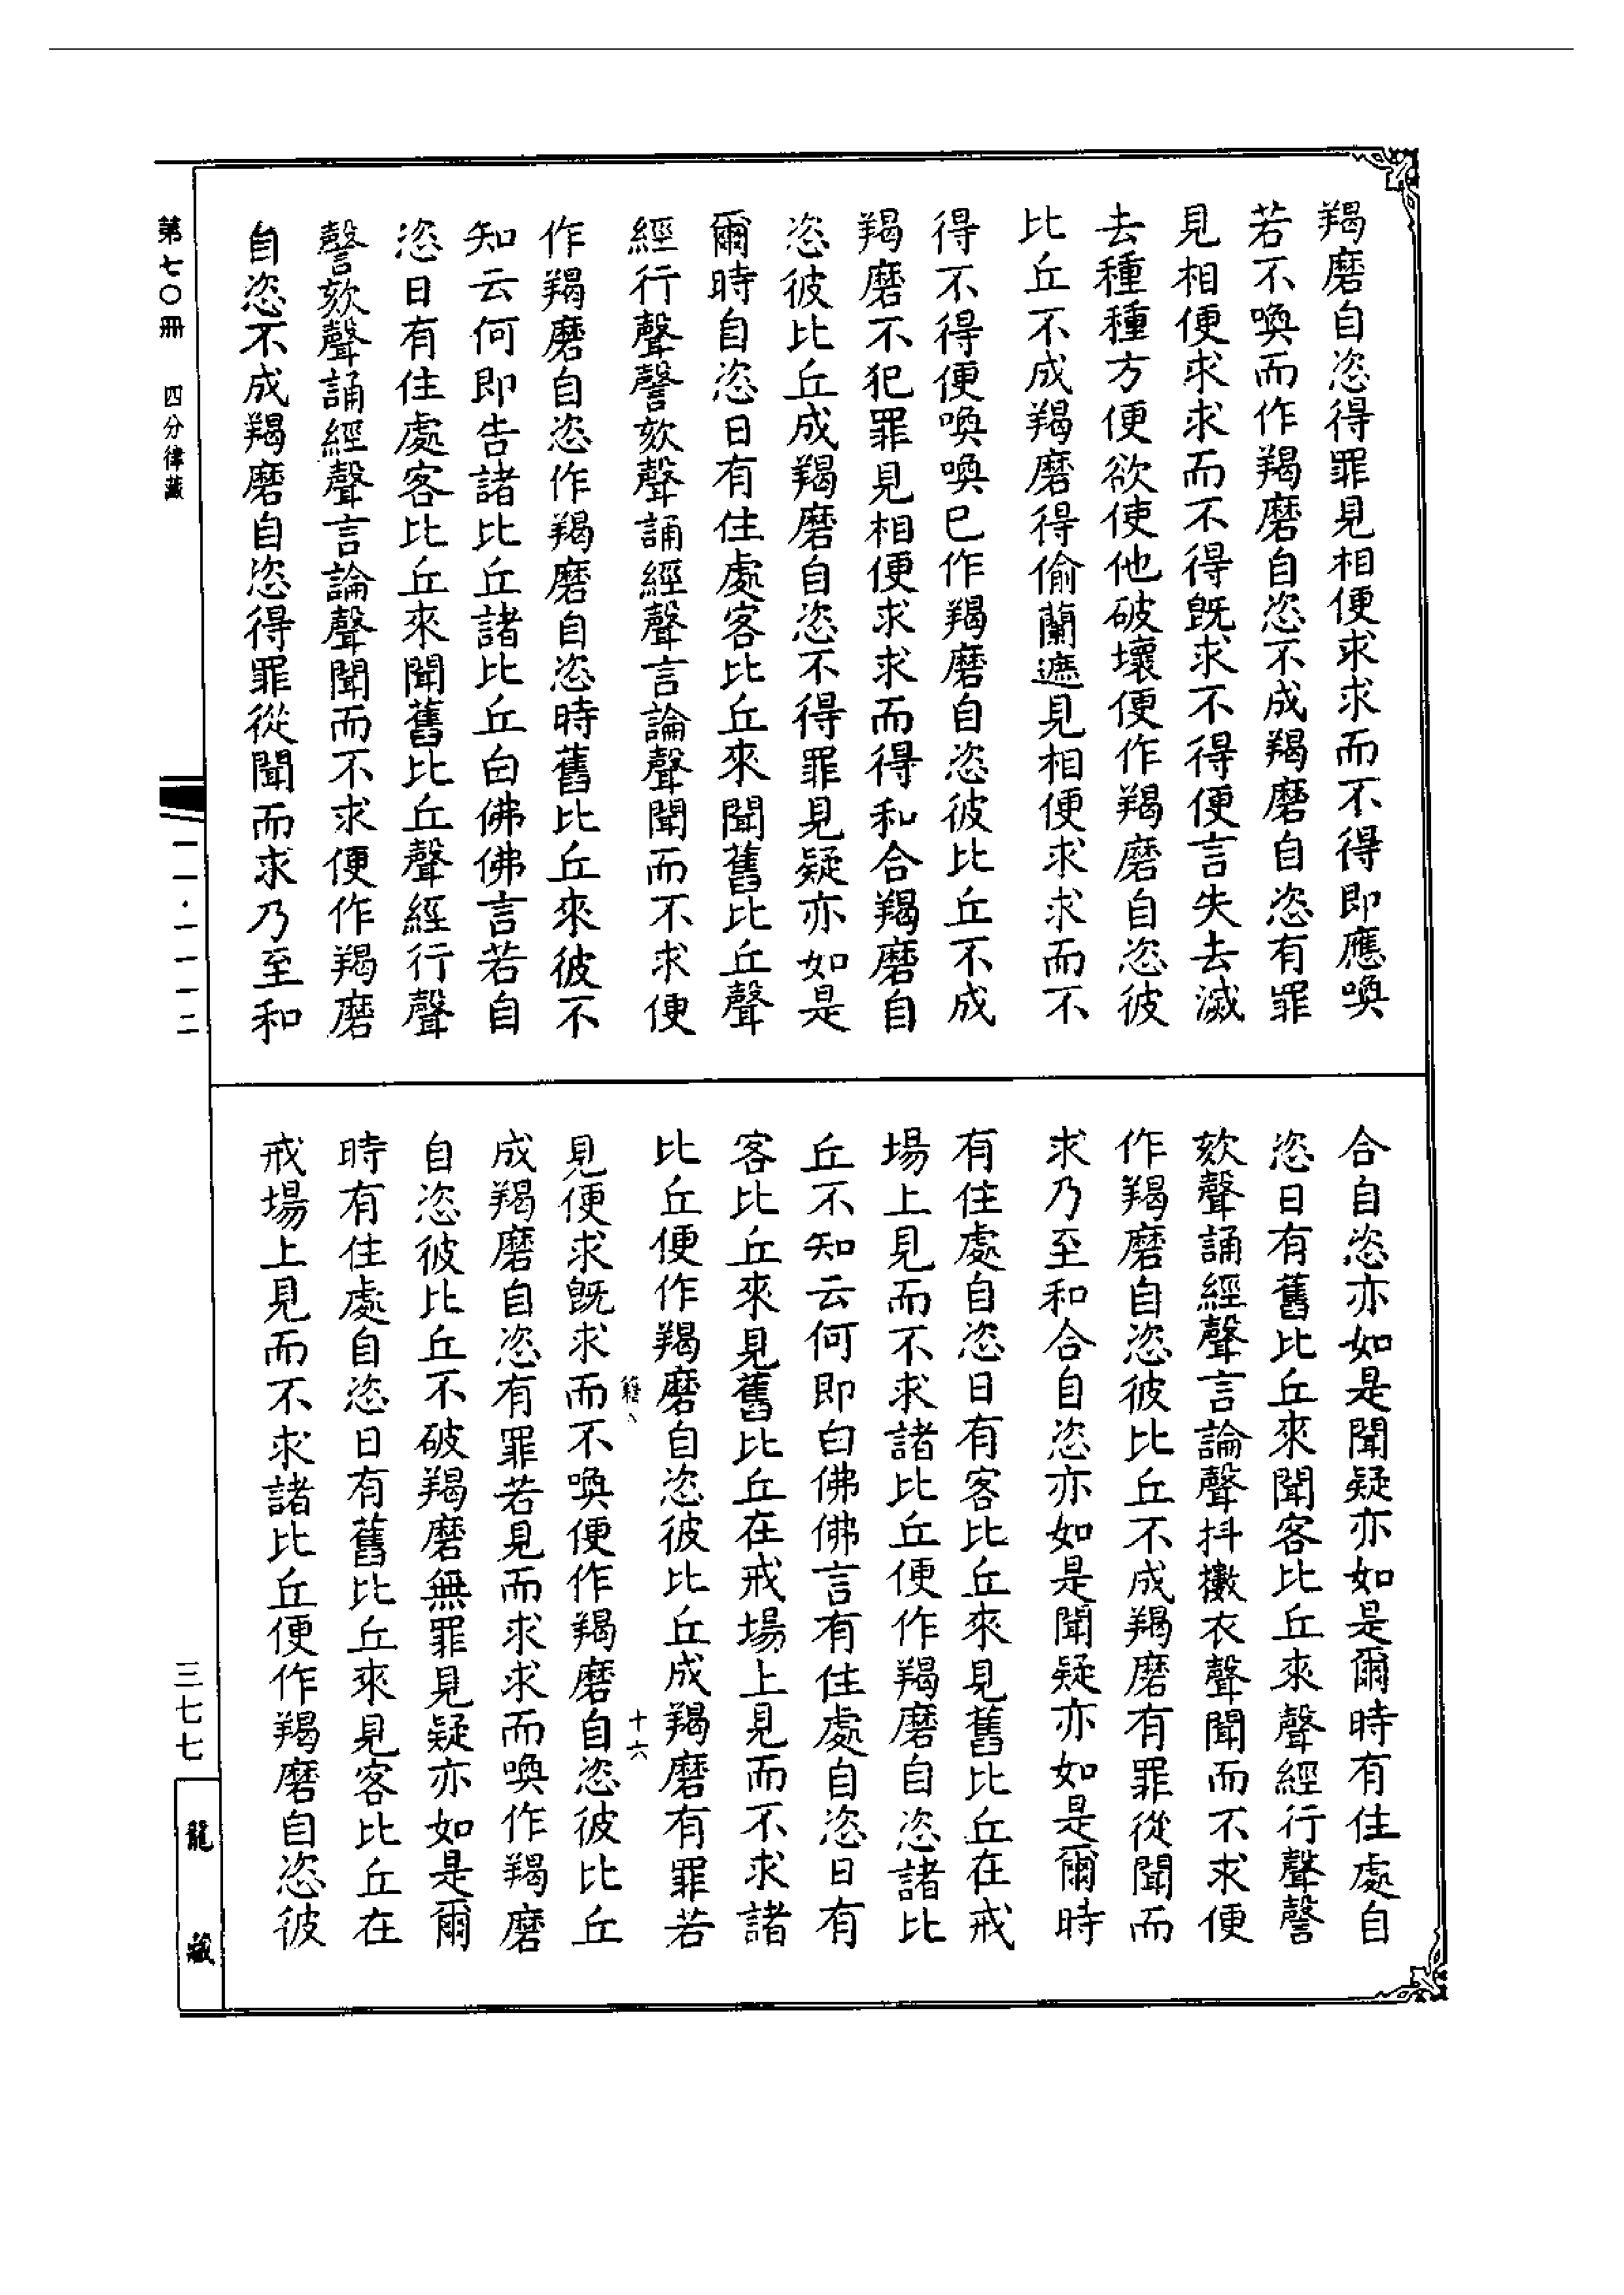 羯磨自恣得罪見相便求求而不得即應喚
若不喚而作羯磨自恣不成羯磨自恣有罪
見相便求求而不得既求不得便言失去滅
去種種方便欲使他破壞便作羯磨自恣彼
比丘不成羯磨得偷蘭遮見相便求求而不
得不得便喚喚已作羯磨自恣彼比丘不成
羯磨不犯罪見相便求求而得和合羯磨自
恣彼比丘成羯磨自恣不得罪見疑亦如是
爾時自恣日有住處客比丘來聞舊比丘聲
經行聲謦欬聲誦經聲言論聲聞而不求便
作羯磨自恣作羯磨自恣時舊比丘來彼不
知云何即告諸比丘諸比丘白佛佛言若自
恣日有住處客比丘來聞舊比丘聲經行聲
謦欬聲誦經聲言論聲聞而不求便作羯磨
自恣不成羯磨自恣得罪從聞而求乃至和
合自恣亦如是聞疑亦如是爾時有住處自
恣日有舊比丘來聞客比丘來聲經行聲謦
欬聲誦經聲言論聲抖擻衣聲聞而不求便
作羯磨自恣彼比丘不成羯磨有罪從聞而
求乃至和合自恣亦如是聞疑亦如是爾時
有住處自恣日有客比丘來見舊比丘在戒
場上見而不求諸比丘便作羯磨自恣諸比
丘不知云何即白佛佛言有住處自恣日有
客比丘來見舊比丘在戒場上見而不求諸
比丘便作羯磨自恣彼比丘成羯磨有罪若
十六
見便求既求而不喚便作羯磨自恣彼比丘
成羯磨自恣有罪若見而求求而喚作羯磨
自恣彼比丘不破羯磨無罪見疑亦如是爾
時有住處自恣日有舊比丘來見客比丘在
戒場上見而不求諸比丘便作羯磨自恣彼
第七〇冊 四分律藏
一一·一一一二
三七七
龍藏